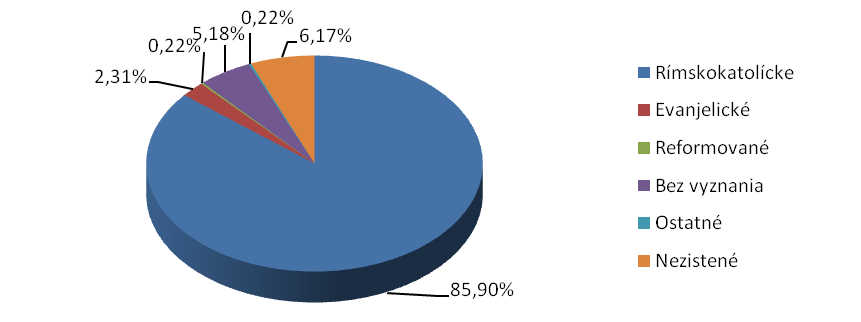 0,22%
5,18%
0,22%
6,17%
2,31%
85,90%
Rímskokatolícke
Evanjelické
Reformované
Bez vyznania
Ostatné
Nezistené